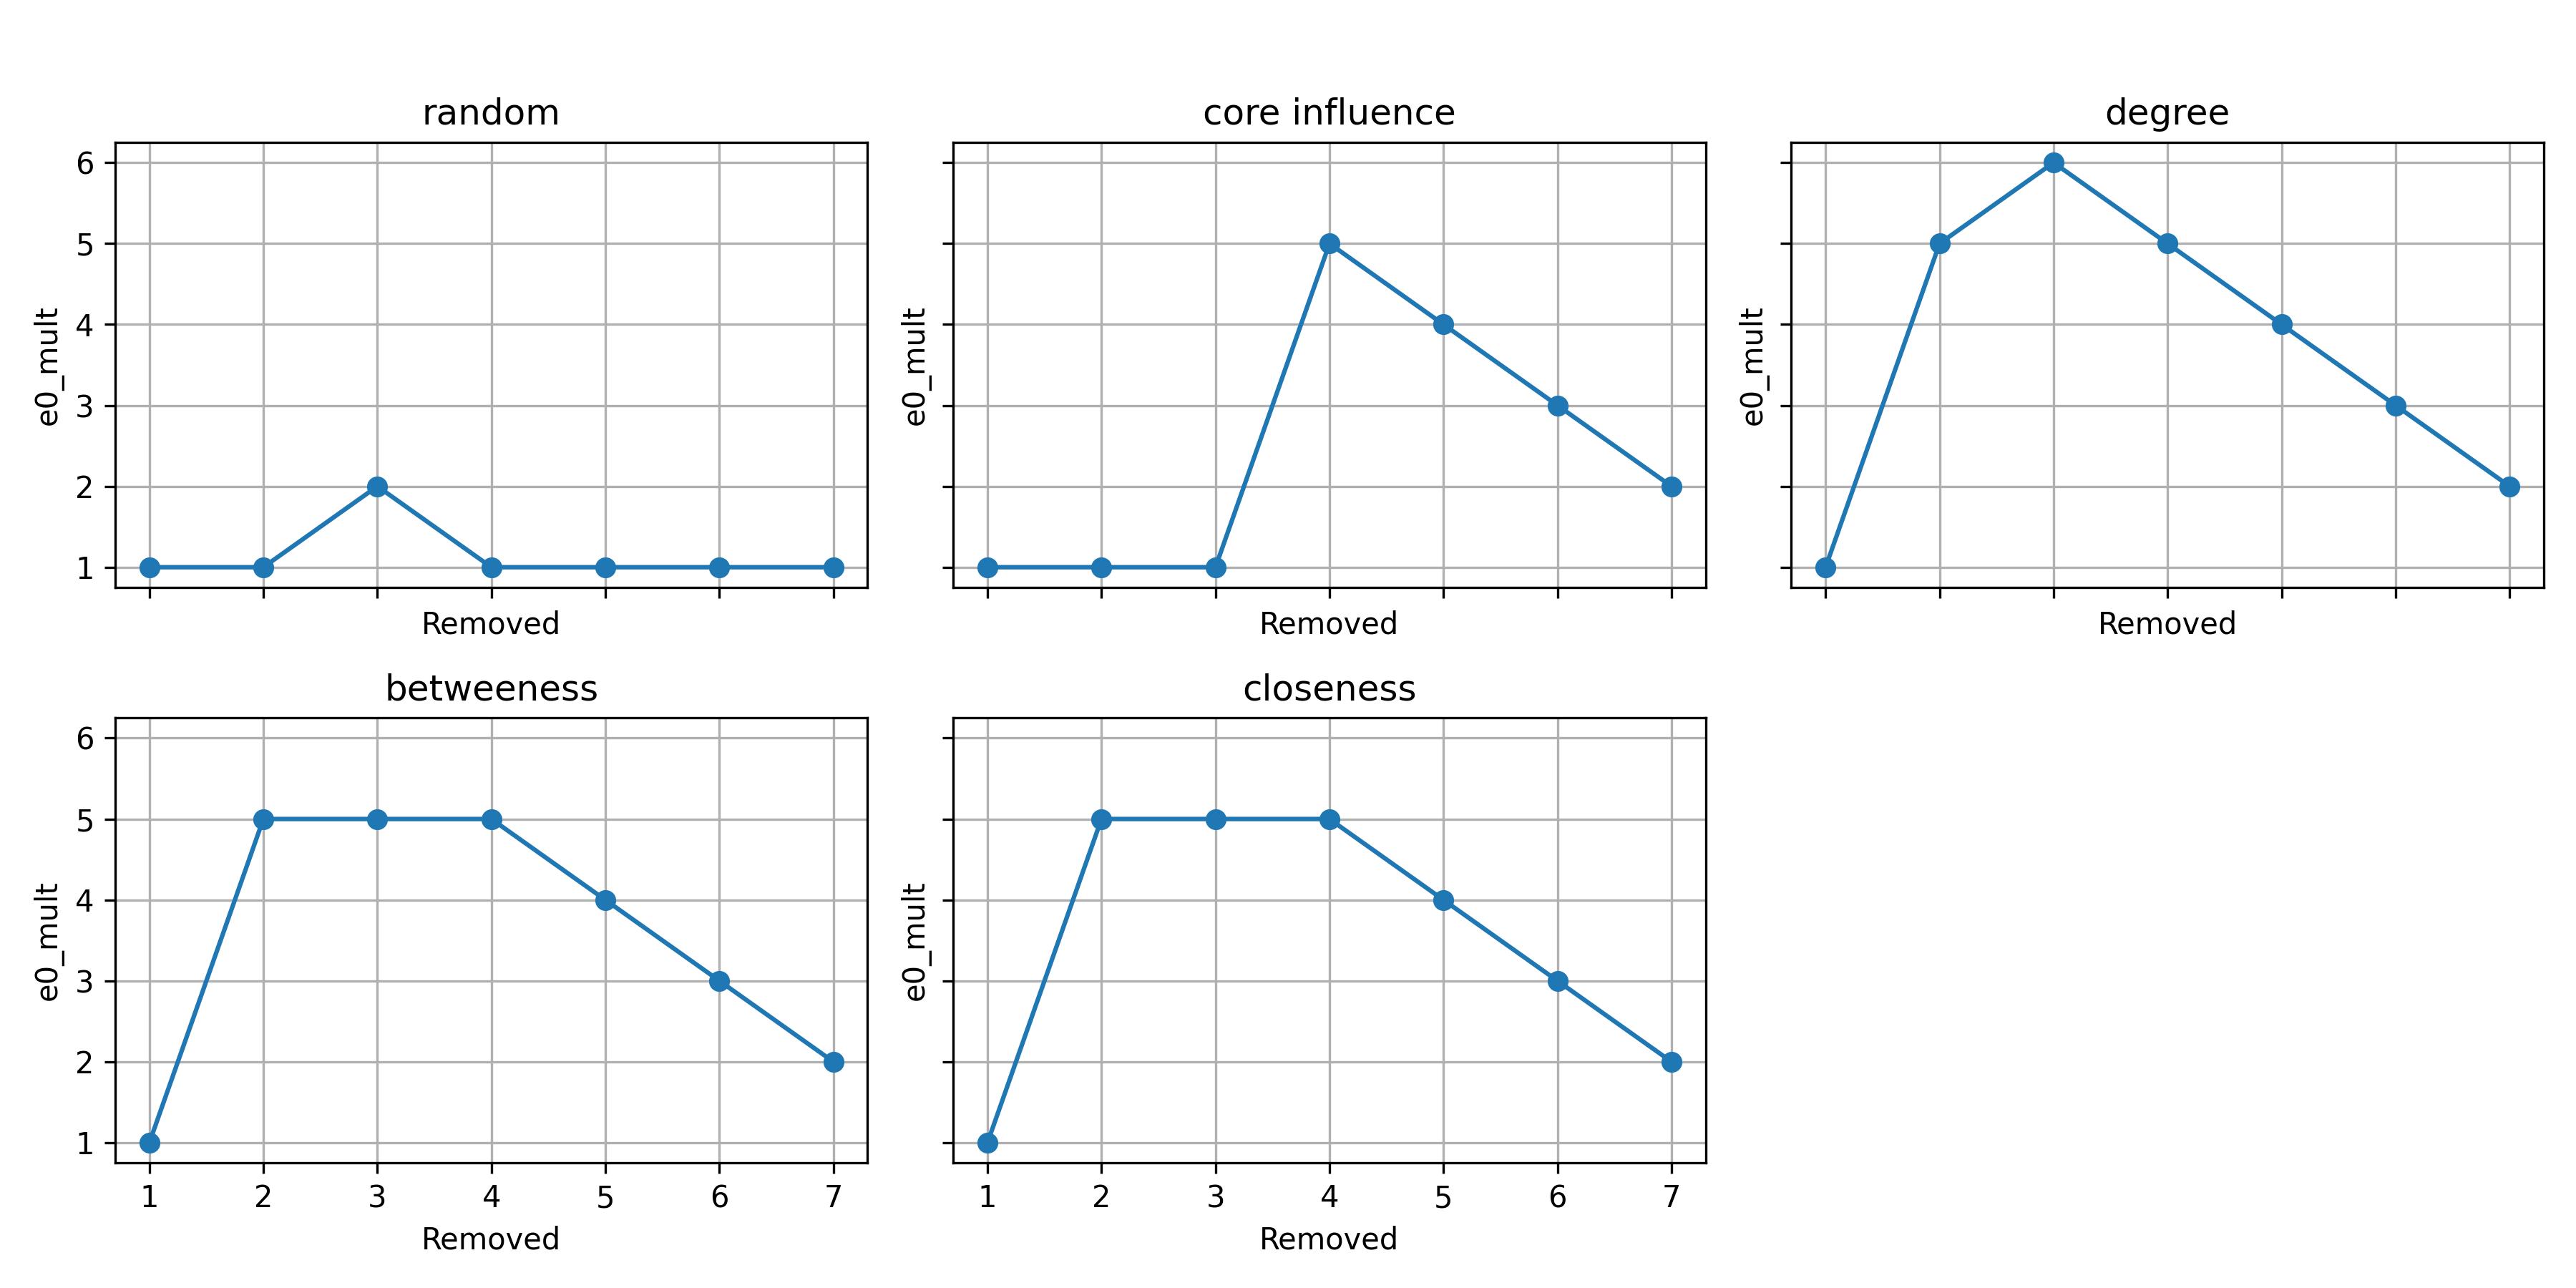 random
core influence
degree
6
5
4
3
2
1
e0_mult
e0_mult
e0_mult
Removed
Removed
Removed
betweeness
closeness
6
5
4
3
2
1
e0_mult
e0_mult
1 2 3 4 5 6 7
1 2 3 4 5 6 7
Removed
Removed